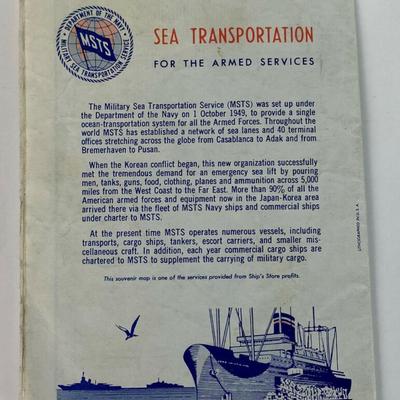 DEPARTMENT OF THE NAVY
MSTS
MILITARY SEA TRANSPORTATION SERVICE
SEA TRANSPORTATION
FOR THE ARMED SERVICES
The Military Sea Transportation Service (MSTS) was set up under
the Department of the Navy on 1 October 1949, to provide a single
ocean-transportation system for all the Armed Forces. Throughout the
world MSTS has established a network of sea lanes and 40 terminal
offices stretching across the globe from Casablanca to Adak and from
Bremerhaven to Pusan.
When the Korean conflict began, this new organization successfully
met the tremendous demand for an emergency sea lift by pouring
men, tanks, guns, food, clothing, planes and ammunition across 5,000
miles from the West Coast to the Far East. More than 90% of all the
American armed forces and equipment now in the Japan-Korea area
arrived there via the fleet of MSTS Navy ships and commercial ships
under charter to MSTS.
At the present time MSTS operates numerous vessels, including
transports, cargo ships, tankers, escort carriers, and smaller mis-
cellaneous craft. In addition, each year commercial cargo ships are
chartered to MSTS to supplement the carrying of military cargo.
This souvenir map is one of the services provided from Ship's Store profits.
LITHOGRAPHED IN U.S.A.